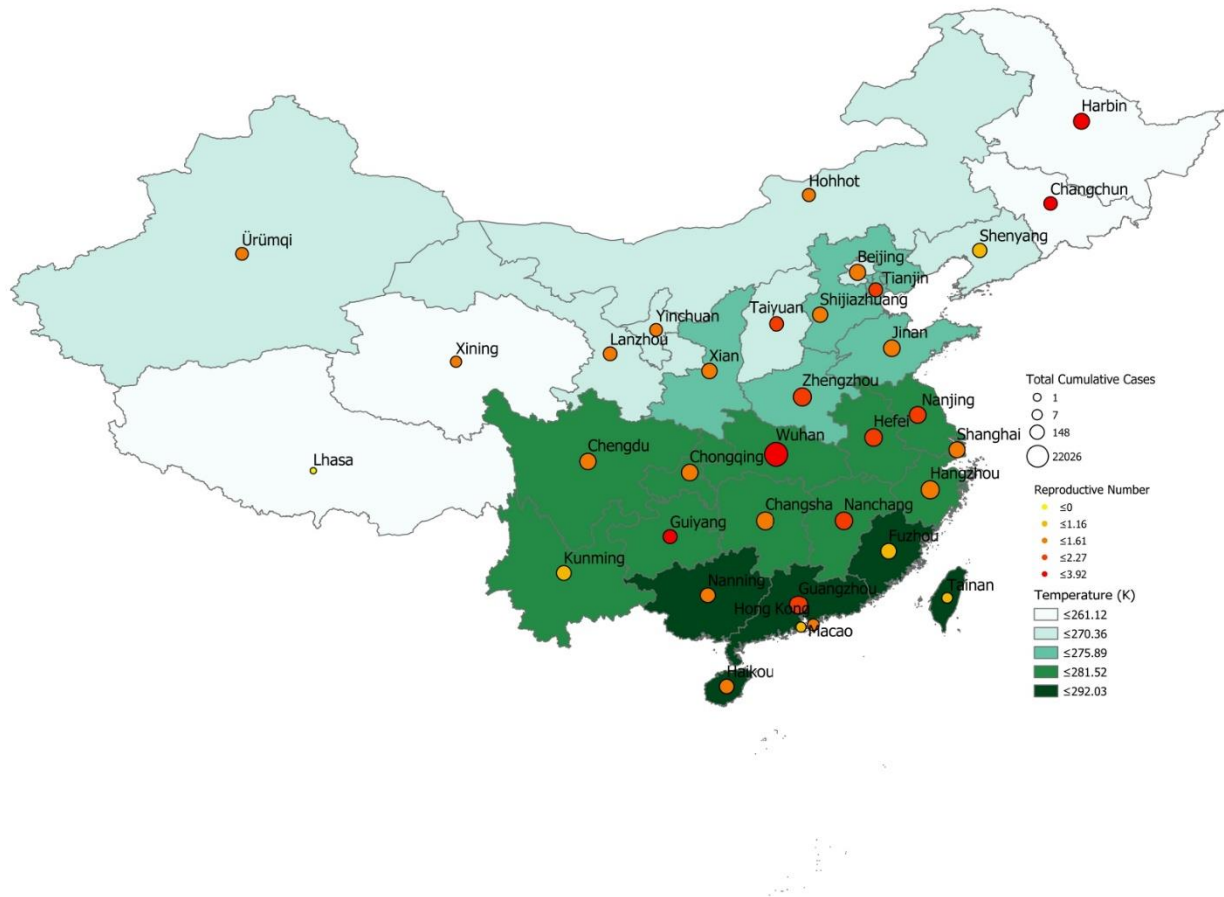 Harbin
Changchun
Hohhot
Shenyang
Ürümqi
Beijing
Tianjin
Yinchuan
Taiyuan
Shijiazhuang
Lanzhou
Jinan
Xining
Xian
Zhengzhou
Nanjing
Hefei
Wuhan
Shanghai
Lhasa
Chengdu
Chongqing
Hangzhou
Changsha
Nanchang
Guiyang
Fuzhou
Kunming
Nanning
Guangzhou
Tainan
Hong Kong
Macao
Haikou
Total Cumulative Cases
1
7
148
22026
Reproductive Number
≤0
≤1.16
≤1.61
≤2.27
≤3.92
Temperature (K)
≤261.12
≤270.36
≤275.89
≤281.52
≤292.03